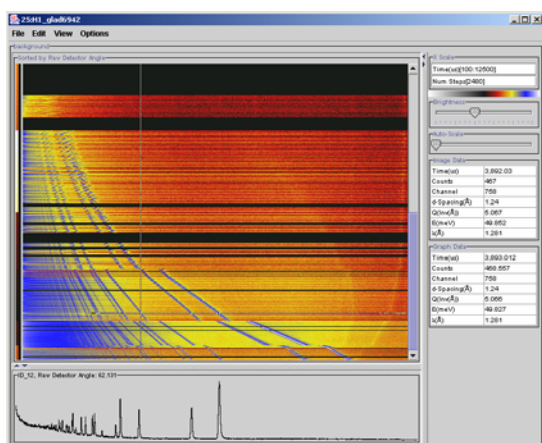 25:H1_glad6942
File Edit View Options
background
Sorted by Raw Detector Angle
X Scale
Time(us)[100:12500]
Num Steps[2480]
Brightness
Auto-Scale
Image Data
Time(us) 3,892.03
Counts 467
Channel 758
d-Spacing(Å) 1.24
Q(Inv(Å) 5.067
E(meV) 49.852
λ(Å) 1.281
Graph Data
Time(us) 3,893.012
Counts 468.557
Channel 758
d-Spacing(Å) 1.24
Q(Inv(Å) 5.066
E(meV) 49.827
λ(Å) 1.281
ID_12, Raw Detector Angle: 62.131